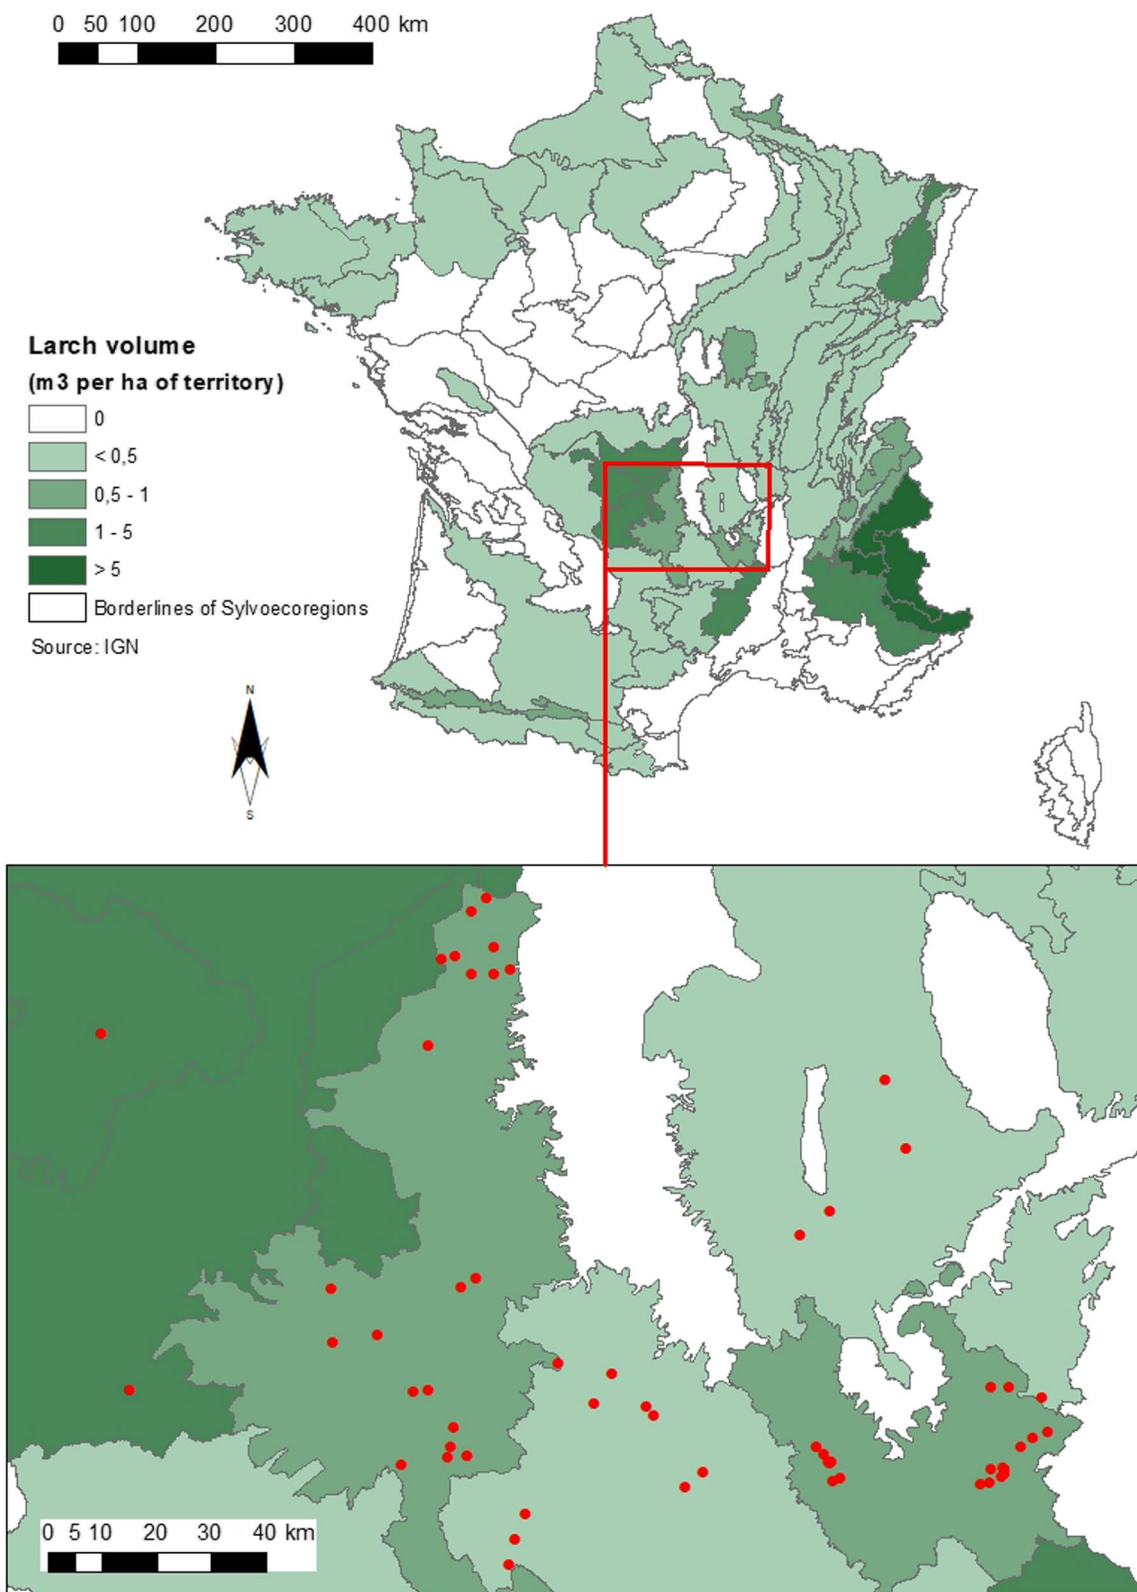 0 50 100 200 300 400 km
Larch volume
(m3 per ha of territory)
0
< 0,5
0,5 - 1
1 - 5
> 5
Borderlines of Sylvoecoregions
Source: IGN
N
S
0 5 10 20 30 40 km